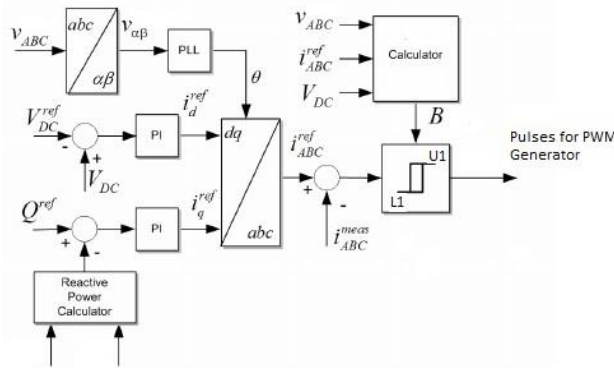 v_ABC
abc
αβ
v_αβ
PLL
θ
V_DC^ref
-
+
V_DC
PI
i_d^ref
dq
abc
Q^ref
+
-
PI
i_q^ref
Reactive
Power
Calculator
i_ABC^ref
+
-
i_ABC^meas
v_ABC
i_ABC^ref
V_DC
Calculator
B
U1
L1
Pulses for PWM
Generator